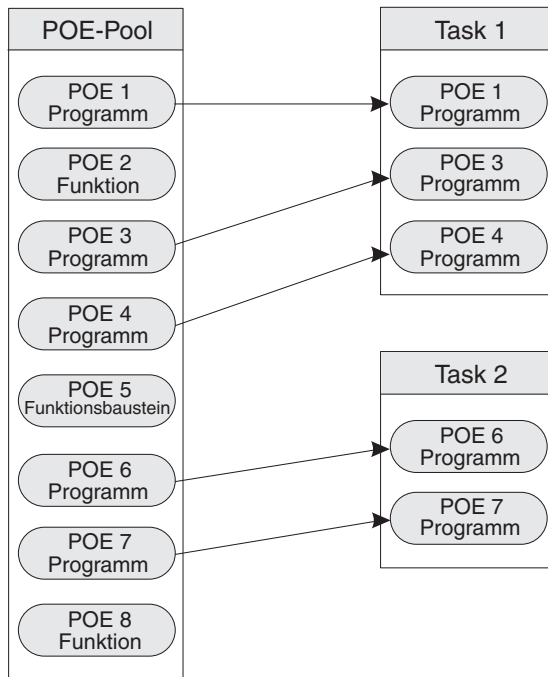 POE-Pool
POE 1
Programm
POE 2
Funktion
POE 3
Programm
POE 4
Programm
POE 5
Funktionsbaustein
POE 6
Programm
POE 7
Programm
POE 8
Funktion
Task 1
POE 1
Programm
POE 3
Programm
POE 4
Programm
Task 2
POE 6
Programm
POE 7
Programm